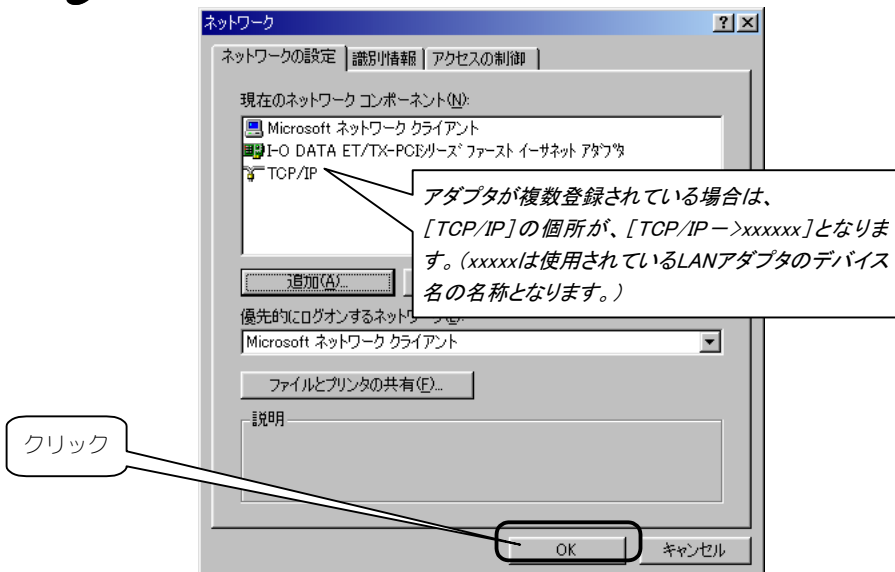 ネットワーク
ネットワークの設定 識別情報 アクセスの制御
現在のネットワーク コンポーネント(N):
Microsoft ネットワーク クライアント
I-O DATA ET/TX-PCIシリーズ ファースト イーサネット アダプタ
TCP/IP
アダプタが複数登録されている場合は、
[TCP/IP]の個所が、[TCP/IP－>xxxxxx]となりま
す。(xxxxxは使用されているLANアダプタのデバイス
名の名称となります。)
追加(A)...
優先的にログオンするネットワーク(L):
Microsoft ネットワーク クライアント
ファイルとプリンタの共有(F)...
説明
クリック
OK キャンセル